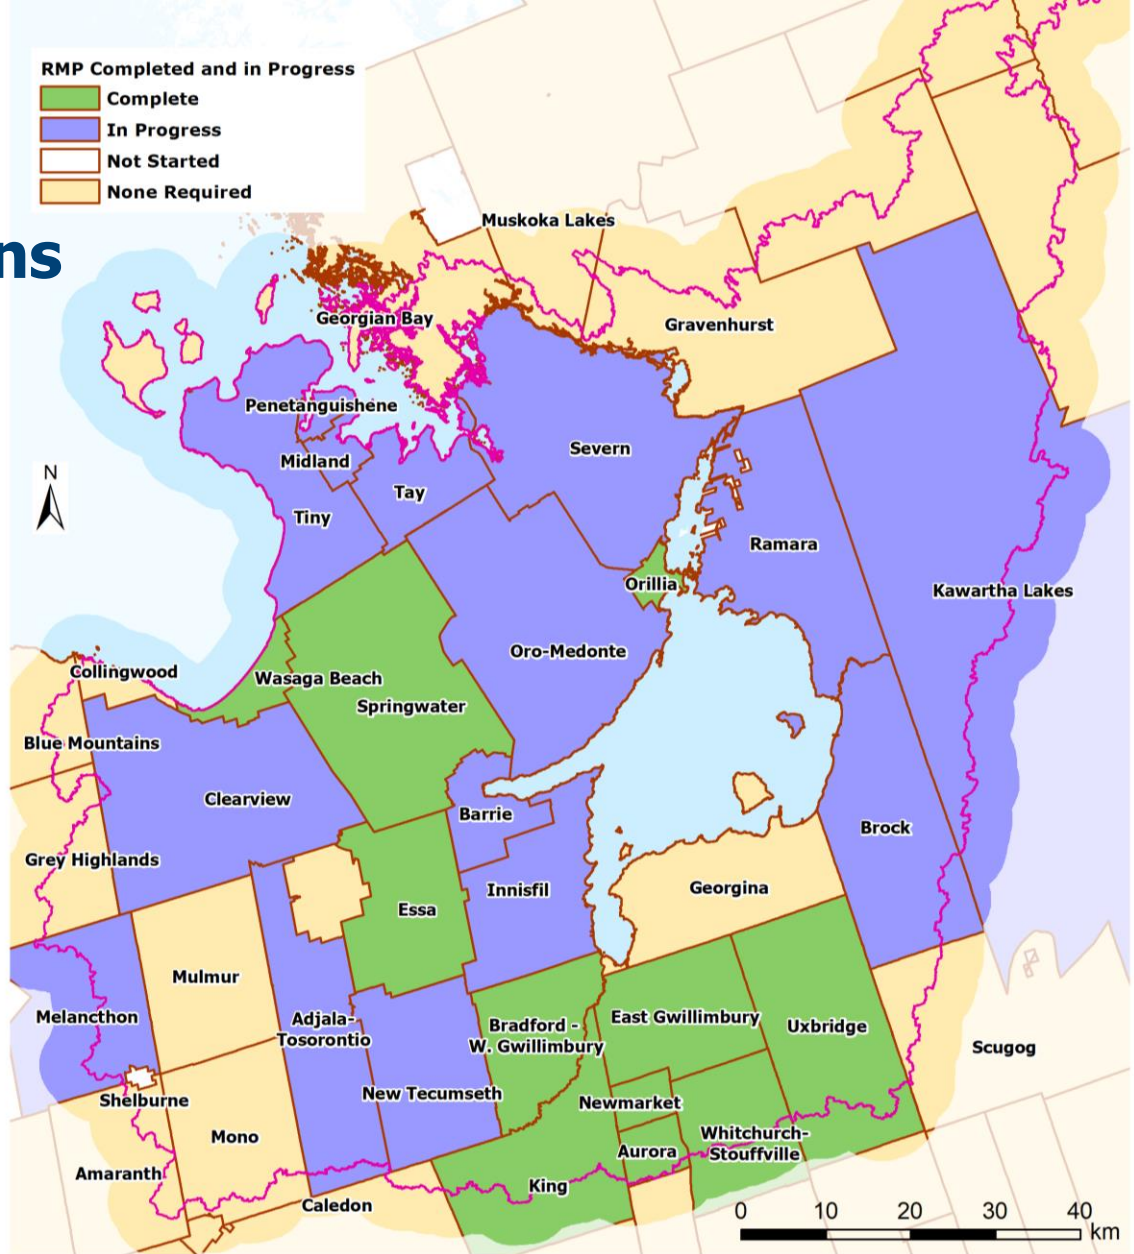 RMP Completed and in Progress
Complete
In Progress
Not Started
None Required
ns
Muskoka Lakes
Georgian Bay
Gravenhurst
Penetanguishene
Severn
Midland
N
Tay
Tiny
Ramara
Orillia
Kawartha Lakes
Oro-Medonte
Collingwood
Wasaga Beach
Springwater
Blue Mountains
Clearview
Barrie
Brock
Grey Highlands
Georgina
Innisfil
Essa
Mulmur
Melancthon
Adjala-
Tosorontio
Bradford -
W. Gwillimbury
East Gwillimbury
Uxbridge
Scugog
New Tecumseth
Shelburne
Newmarket
Mono
Whitchurch-
Stouffville
Aurora
Amaranth
King
Caledon
0 10 20 30 40
km